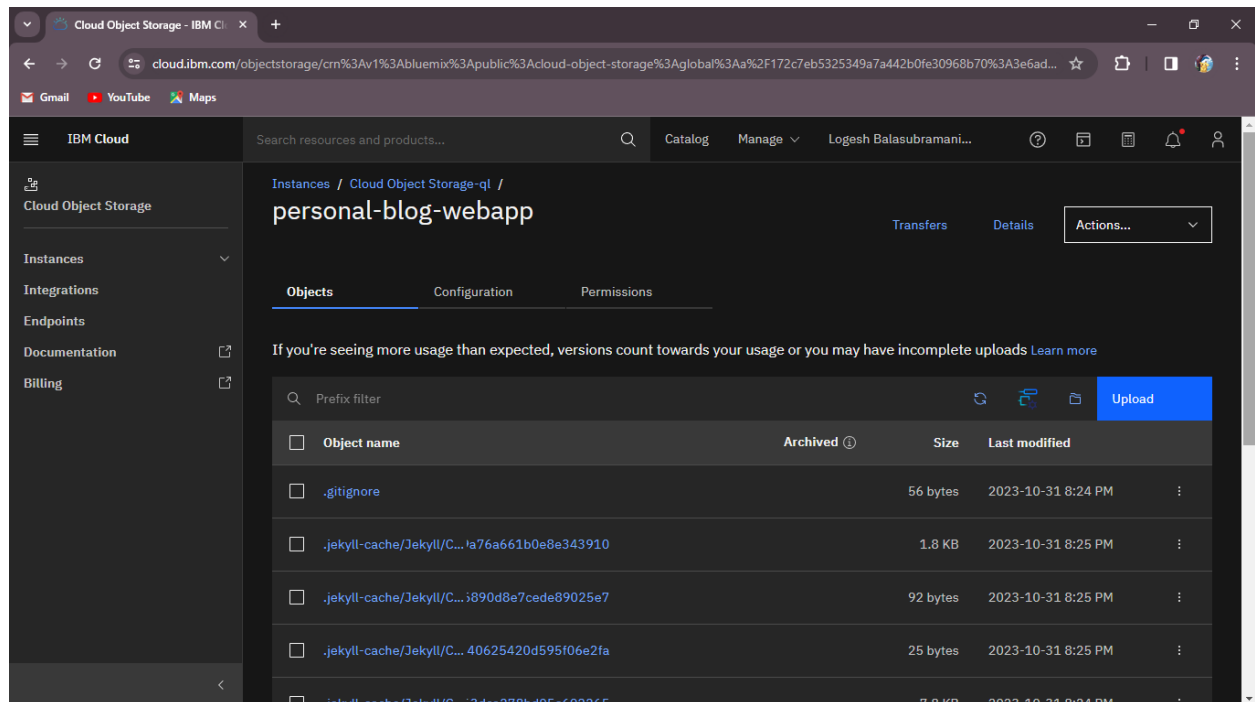 Cloud Object Storage - IBM Cl
cloud.ibm.com/objectstorage/crn%3Av1%3Abluemix%3Apublic%3Acloud-object-storage%3Aglobal%3Aa%2F172c7eb5325349a7a442b0fe30968b70%3A3e6ad...
Gmail YouTube Maps
IBM Cloud Search resources and products... Catalog Manage Logesh Balasubramani...
Cloud Object Storage
Instances
Integrations
Endpoints
Documentation
Billing
Instances / Cloud Object Storage-ql /
personal-blog-webapp
Transfers Details Actions...
Objects Configuration Permissions
If you're seeing more usage than expected, versions count towards your usage or you may have incomplete uploads Learn more
Prefix filter Upload
Object name Archived Size Last modified
.gitignore 56 bytes 2023-10-31 8:24 PM
.jekyll-cache/Jekyll/C... a76a661b0e8e343910 1.8 KB 2023-10-31 8:25 PM
.jekyll-cache/Jekyll/C... 890d8e7cede89025e7 92 bytes 2023-10-31 8:25 PM
.jekyll-cache/Jekyll/C... 40625420d595f06e2fa 25 bytes 2023-10-31 8:25 PM